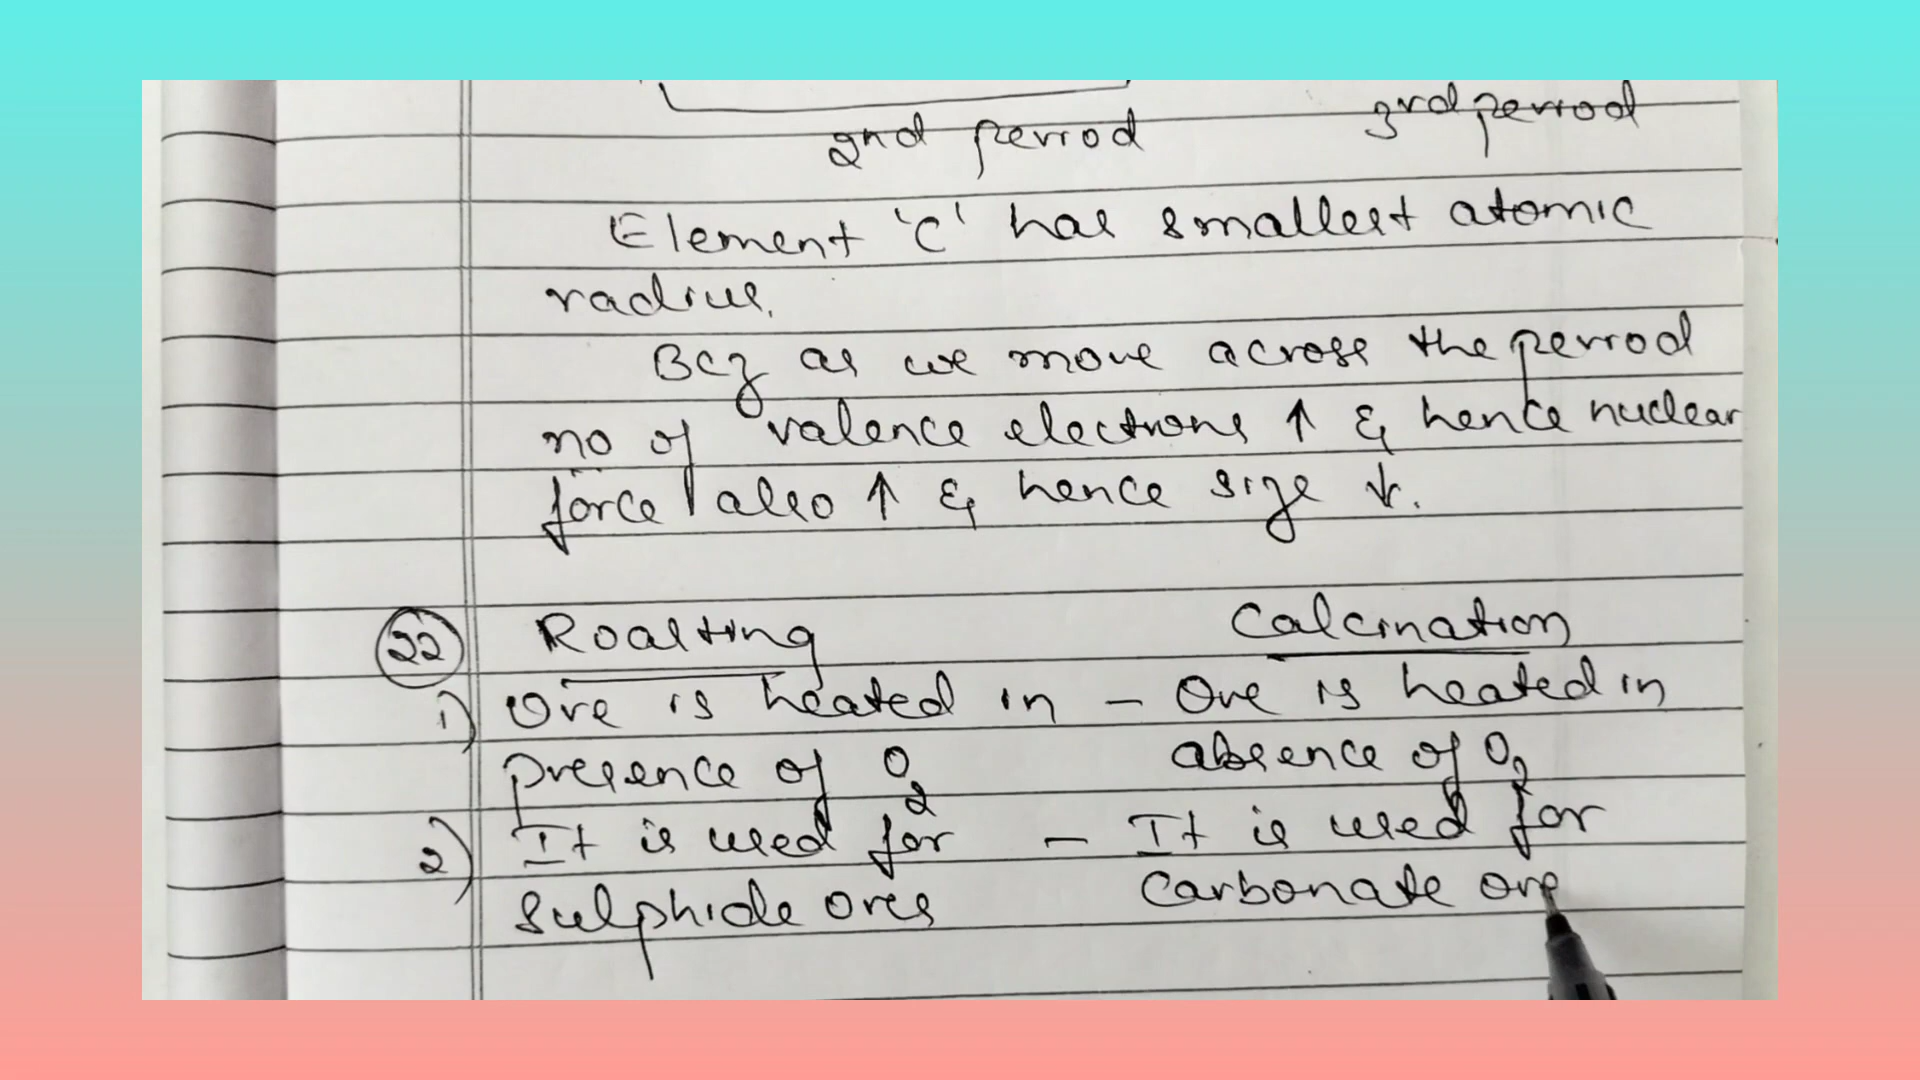 2nd period 3rd period
Element 'C' has smallest atomic
radius.
Bcz as we move across the period
no of valence electrons ↑ & hence nuclear
force also ↑ & hence size ↓.
22 Roasting Calcination
1) Ore is heated in – Ore is heated in
presence of O2 absence of O2
2) It is used for – It is used for
Sulphide ores Carbonate ore